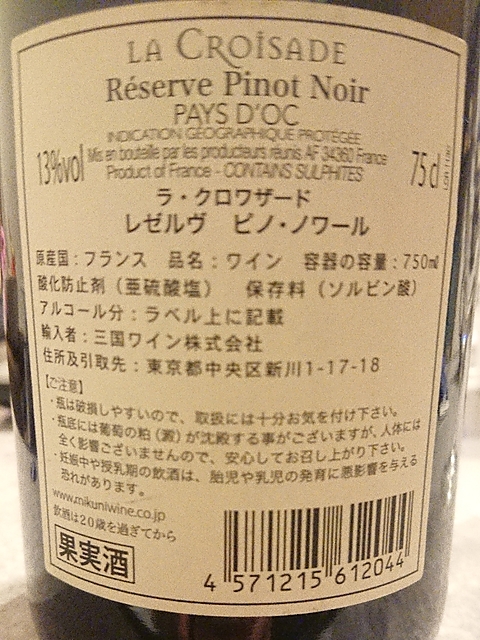 LA CROISADE
Réserve Pinot Noir
PAYS D'OC
INDICATION GÉOGRAPHIQUE PROTÉGÉE
13%vol
Mis en bouteille par les producteurs réunis AF 34360 France
Product of France - CONTAINS SULPHITES
75cl
ラ・クロワザード
レゼルヴ ピノ・ノワール
原産国：フランス 品名：ワイン 容器の容量：750ml
酸化防止剤（亜硫酸塩） 保存料（ソルビン酸）
アルコール分：ラベル上に記載
輸入者：三国ワイン株式会社
住所及引取先：東京都中央区新川1-17-18
【ご注意】
・瓶は破損しやすいので、取扱には十分お気を付け下さい。
・瓶底には葡萄の粕（澱）が沈殿する事がございますが、人体には
全く影響ございませんので、安心してお召し上がり下さい。
・妊娠中や授乳期の飲酒は、胎児や乳児の発育に悪影響を与える
恐れがあります。
www.mikuniwine.co.jp
飲酒は20歳を過ぎてから
果実酒
4 571215 612044